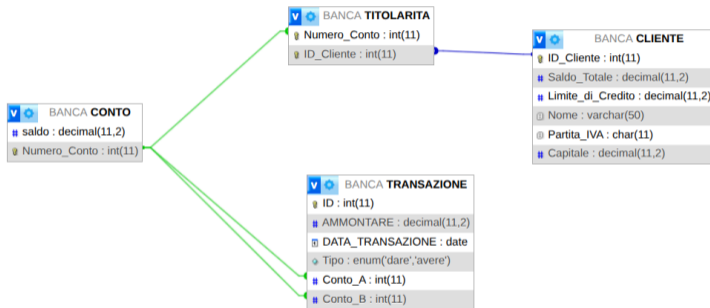 BANCA TITOLARITA
Numero_Conto : int(11)
ID_Cliente : int(11)
BANCA CLIENTE
ID_Cliente : int(11)
Saldo_Totale : decimal(11,2)
Limite_di_Credito : decimal(11,2)
Nome : varchar(50)
Partita_IVA : char(11)
Capitale : decimal(11,2)
BANCA CONTO
saldo : decimal(11,2)
Numero_Conto : int(11)
BANCA TRANSAZIONE
ID : int(11)
AMMONTARE : decimal(11,2)
DATA_TRANSAZIONE : date
Tipo : enum('dare','avere')
Conto_A : int(11)
Conto_B : int(11)